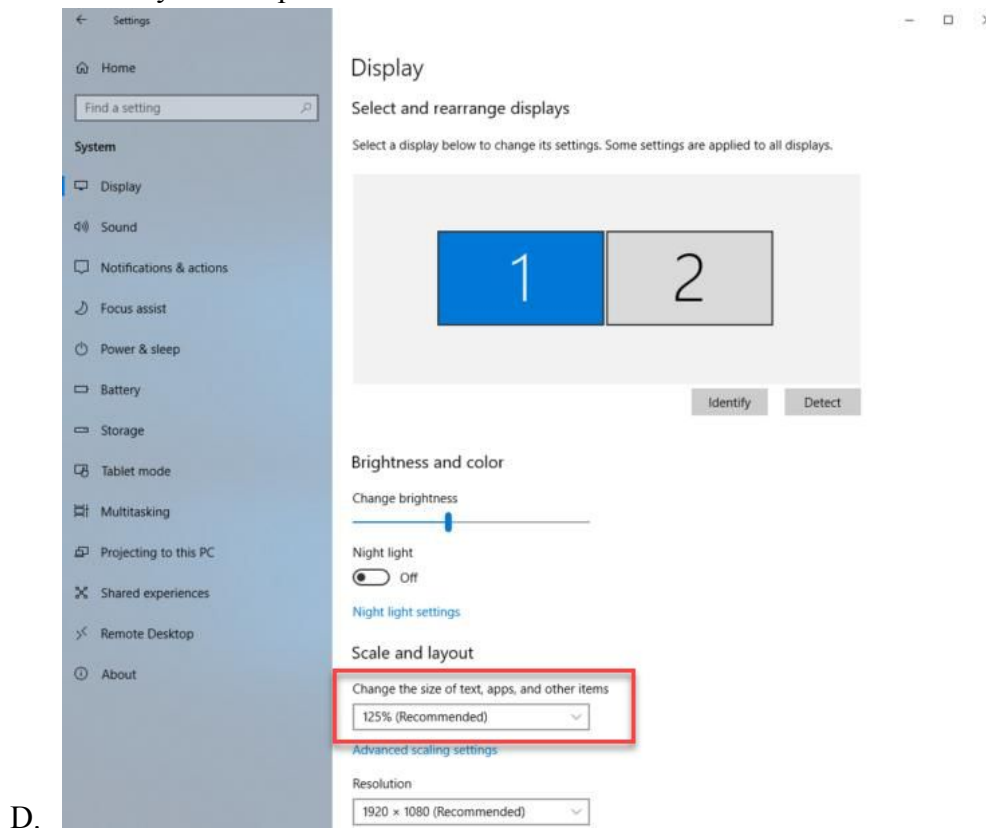 Settings
Home
Find a setting
System
Display
Sound
Notifications & actions
Focus assist
Power & sleep
Battery
Storage
Tablet mode
Multitasking
Projecting to this PC
Shared experiences
Remote Desktop
About
Display
Select and rearrange displays
Select a display below to change its settings. Some settings are applied to all displays.
1
2
Identify
Detect
Brightness and color
Change brightness
Night light
Off
Night light settings
Scale and layout
Change the size of text, apps, and other items
125% (Recommended)
Advanced scaling settings
Resolution
1920 × 1080 (Recommended)
D.